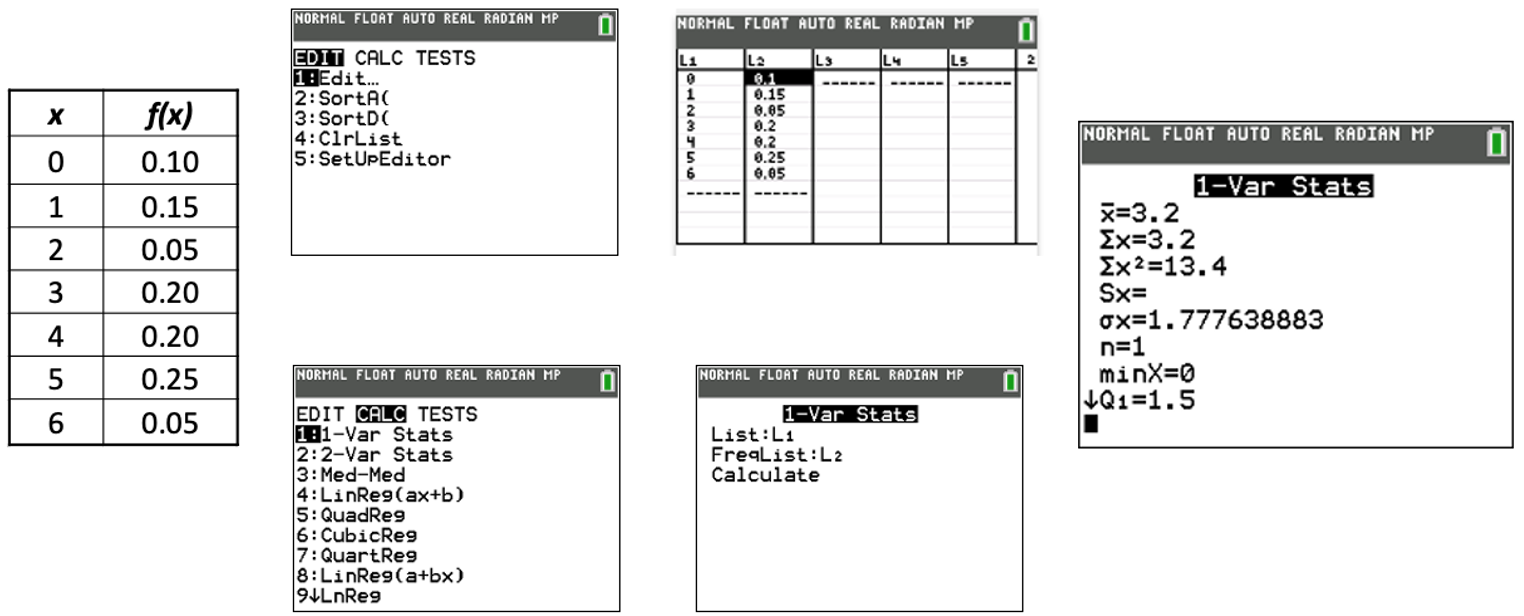 x f(x)
0 0.10
1 0.15
2 0.05
3 0.20
4 0.20
5 0.25
6 0.05
NORMAL FLOAT AUTO REAL RADIAN MP
EDIT CALC TESTS
1:Edit…
2:SortA(
3:SortD(
4:ClrList
5:SetUpEditor
NORMAL FLOAT AUTO REAL RADIAN MP
L1 L2 L3 L4 L5 2
0 0.1 ------ ------ ------
1 0.15
2 0.05
3 0.2
4 0.2
5 0.25
6 0.05
------ ------
NORMAL FLOAT AUTO REAL RADIAN MP
EDIT CALC TESTS
1:1-Var Stats
2:2-Var Stats
3:Med-Med
4:LinReg(ax+b)
5:QuadReg
6:CubicReg
7:QuartReg
8:LinReg(a+bx)
9↓LnReg
NORMAL FLOAT AUTO REAL RADIAN MP
1-Var Stats
List:L1
FreqList:L2
Calculate
NORMAL FLOAT AUTO REAL RADIAN MP
1-Var Stats
x̄=3.2
Σx=3.2
Σx²=13.4
Sx=
σx=1.777638883
n=1
minX=0
↓Q1=1.5